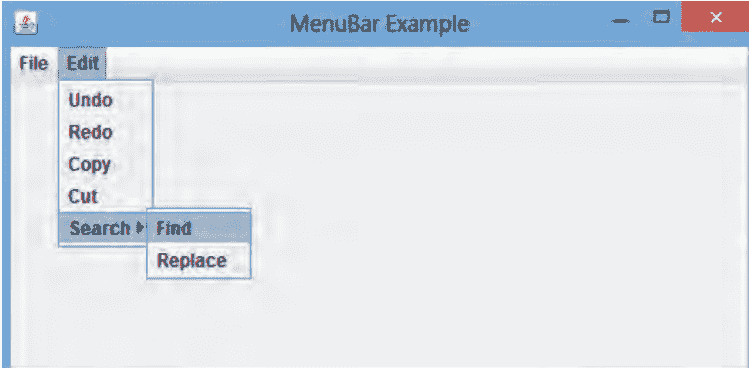 MenuBar Example
File Edit
Undo
Redo
Copy
Cut
Search Find
Replace